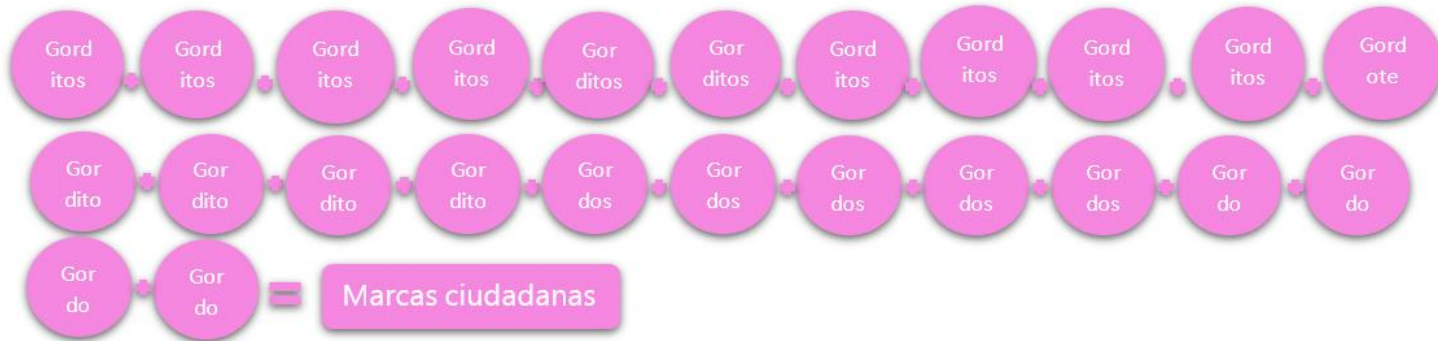 Gord
itos
+
Gord
itos
+
Gord
itos
+
Gord
itos
+
Gor
ditos
+
Gor
ditos
+
Gord
itos
+
Gord
itos
+
Gord
itos
+
Gord
itos
+
Gord
ote
Gor
dito
+
Gor
dito
+
Gor
dito
+
Gor
dito
+
Gor
dos
+
Gor
dos
+
Gor
dos
+
Gor
dos
+
Gor
dos
+
Gor
do
+
Gor
do
Gor
do
+
Gor
do
=
Marcas ciudadanas